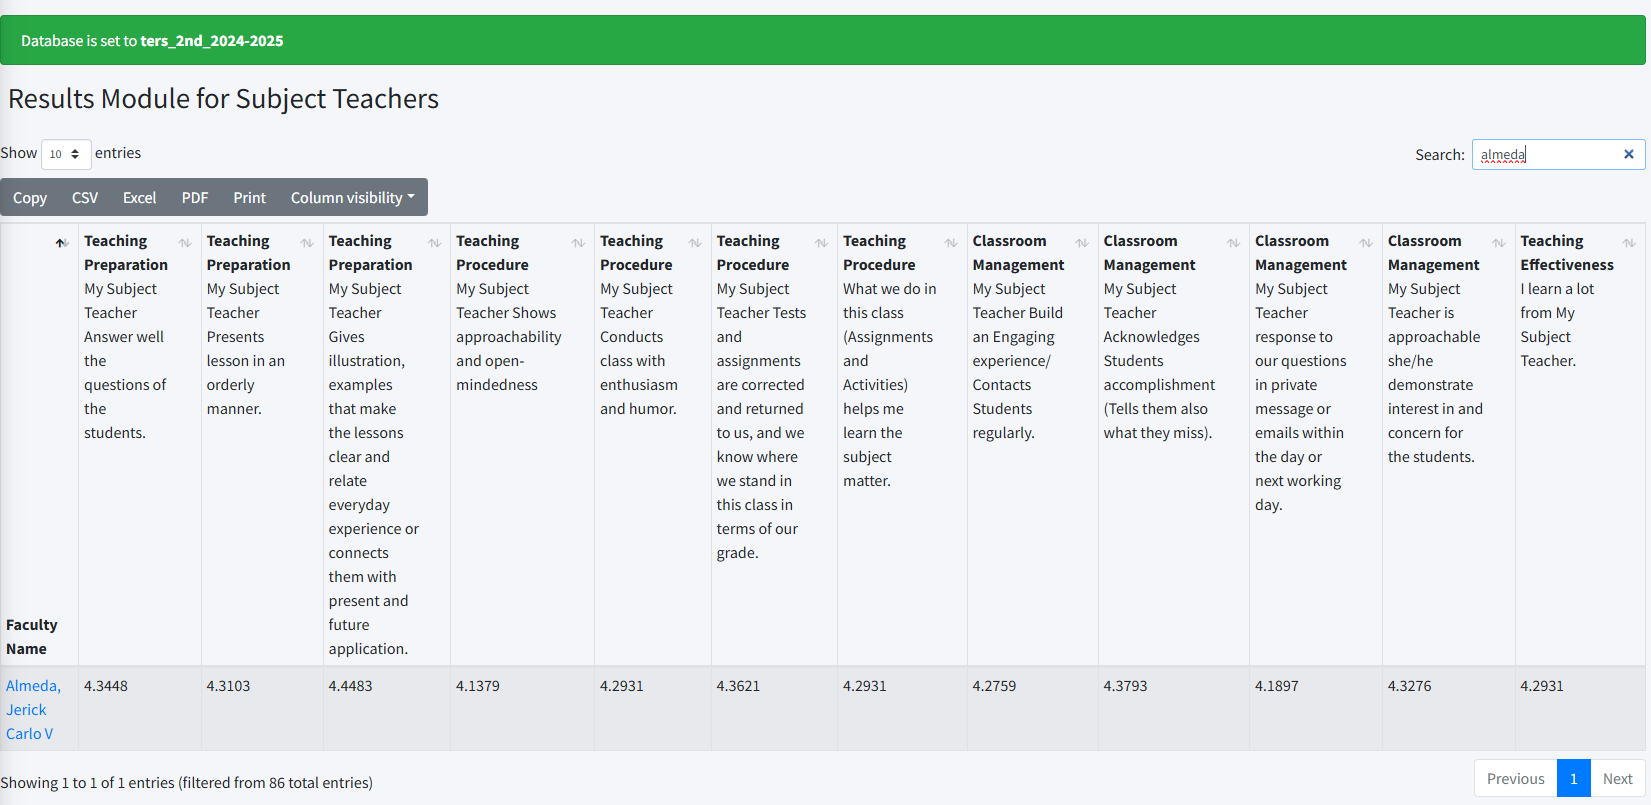 Database is set to ters_2nd_2024-2025
Results Module for Subject Teachers
Show 10 entries
Search: almeda
Copy CSV Excel PDF Print Column visibility
Faculty
Name
Teaching
Preparation
My Subject
Teacher
Answer well
the
questions of
the
students.
Teaching
Preparation
My Subject
Teacher
Presents
lesson in an
orderly
manner.
Teaching
Preparation
My Subject
Teacher
Gives
illustration,
examples
that make
the lessons
clear and
relate
everyday
experience or
connects
them with
present and
future
application.
Teaching
Procedure
My Subject
Teacher Shows
approachability
and open-
mindedness
Teaching
Procedure
My Subject
Teacher
Conducts
class with
enthusiasm
and humor.
Teaching
Procedure
My Subject
Teacher Tests
and
assignments
are corrected
and returned
to us, and we
know where
we stand in
this class in
terms of our
grade.
Teaching
Procedure
What we do in
this class
(Assignments
and
Activities)
helps me
learn the
subject
matter.
Classroom
Management
My Subject
Teacher Build
an Engaging
experience/
Contacts
Students
regularly.
Classroom
Management
My Subject
Teacher
Acknowledges
Students
accomplishment
(Tells them also
what they miss).
Classroom
Management
My Subject
Teacher
response to
our questions
in private
message or
emails within
the day or
next working
day.
Classroom
Management
My Subject
Teacher is
approachable
she/he
demonstrate
interest in and
concern for
the students.
Teaching
Effectiveness
I learn a lot
from My
Subject
Teacher.
Almeda,
Jerick
Carlo V
4.3448 4.3103 4.4483 4.1379 4.2931 4.3621 4.2931 4.2759 4.3793 4.1897 4.3276 4.2931
Showing 1 to 1 of 1 entries (filtered from 86 total entries)
Previous 1 Next